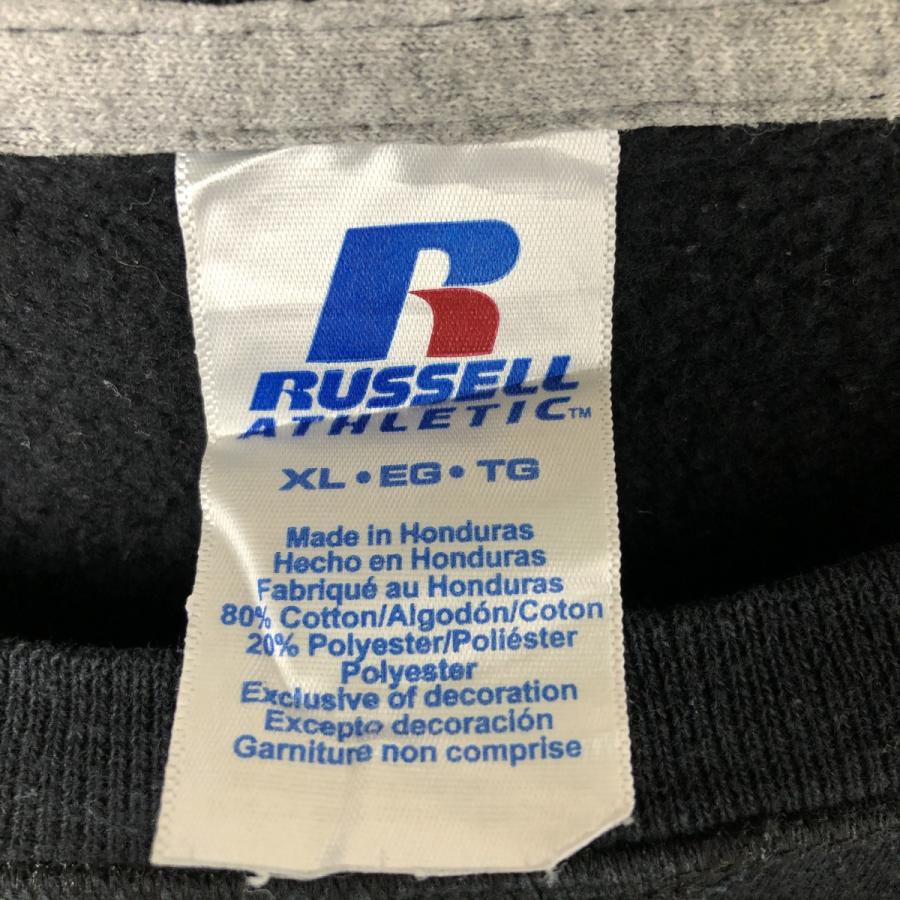 R
RUSSELL
ATHLETIC™
XL • EG • TG
Made in Honduras
Hecho en Honduras
Fabriqué au Honduras
80% Cotton/Algodón/Coton
20% Polyester/Poliéster
Polyester
Exclusive of decoration
Excepto decoración
Garniture non comprise